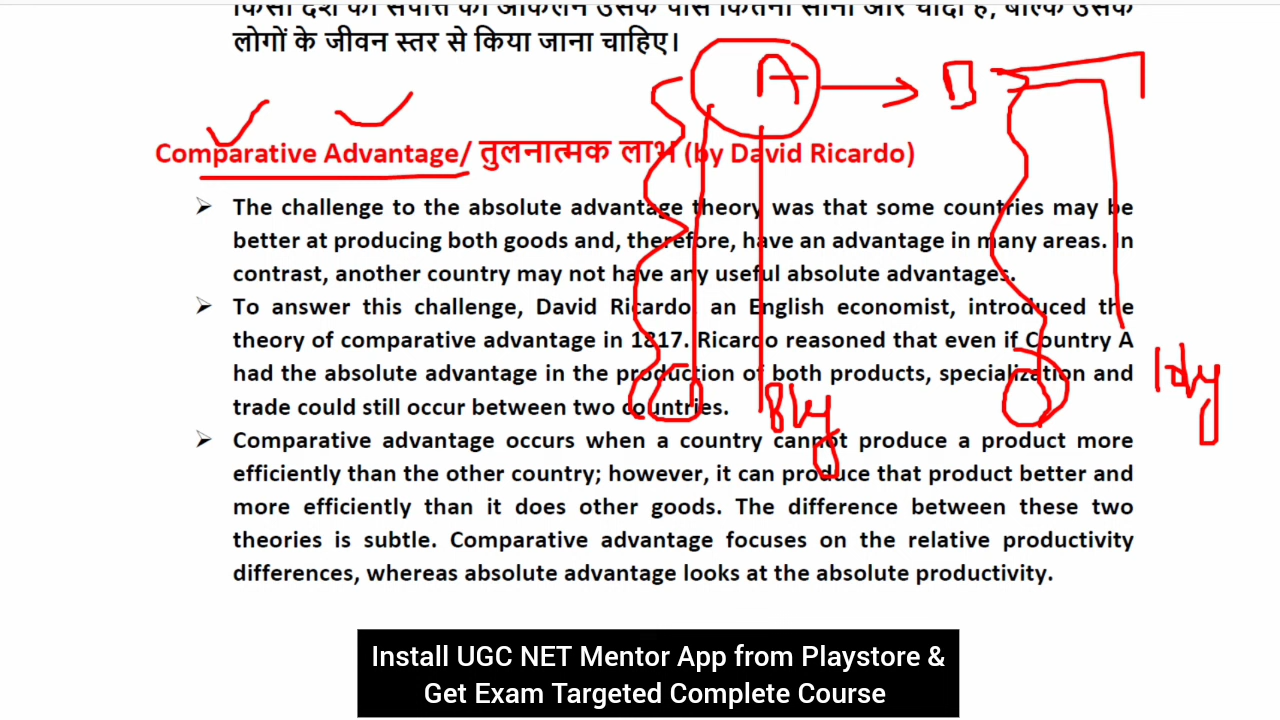 किसी देश की संपत्ति का आकलन उसके पास कितना सोना और चांदी है, बल्कि उसके
लोगों के जीवन स्तर से किया जाना चाहिए।
A
Comparative Advantage/ तुलनात्मक लाभ (by David Ricardo)
➢ The challenge to the absolute advantage theory was that some countries may be
better at producing both goods and, therefore, have an advantage in many areas. In
contrast, another country may not have any useful absolute advantages.
➢ To answer this challenge, David Ricardo, an English economist, introduced the
theory of comparative advantage in 1817. Ricardo reasoned that even if Country A
had the absolute advantage in the production of both products, specialization and
trade could still occur between two countries.
➢ Comparative advantage occurs when a country cannot produce a product more
efficiently than the other country; however, it can produce that product better and
more efficiently than it does other goods. The difference between these two
theories is subtle. Comparative advantage focuses on the relative productivity
differences, whereas absolute advantage looks at the absolute productivity.
Install UGC NET Mentor App from Playstore &
Get Exam Targeted Complete Course